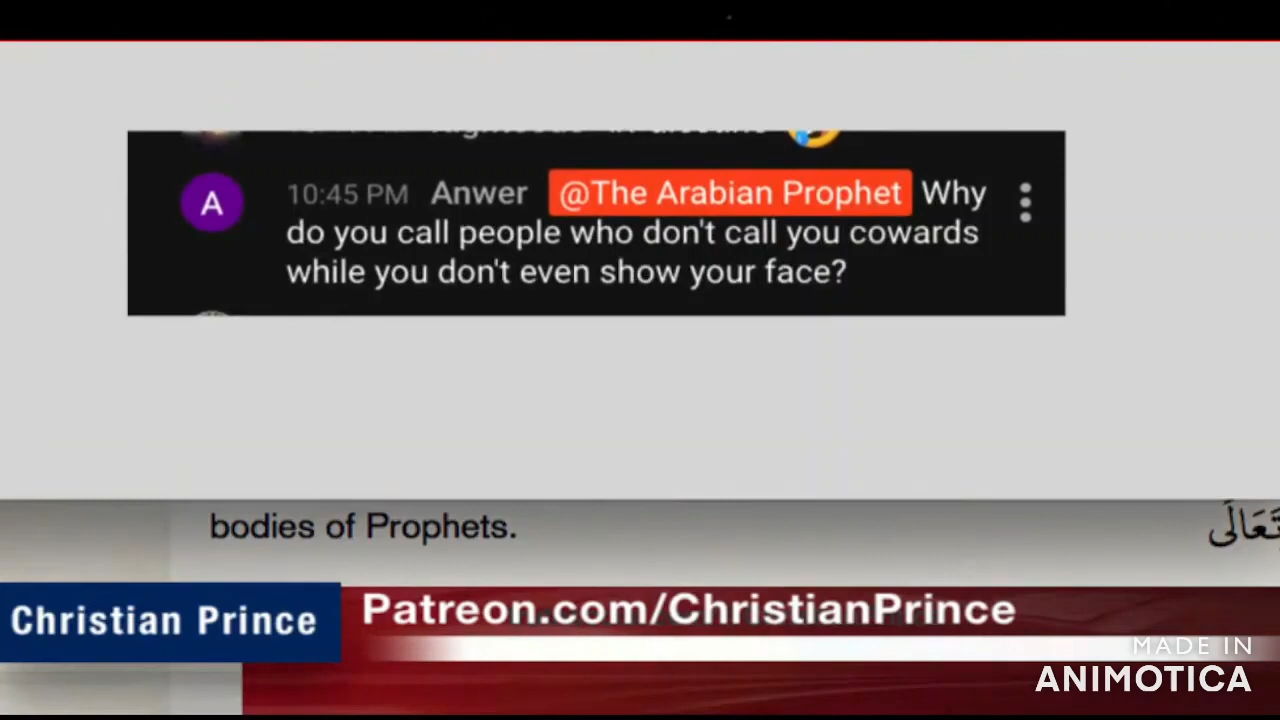 10:45 PM Anwer @The Arabian Prophet Why
do you call people who don't call you cowards
while you don't even show your face?
A
bodies of Prophets.
Christian Prince
Patreon.com/ChristianPrince
MADE IN
ANIMOTICA